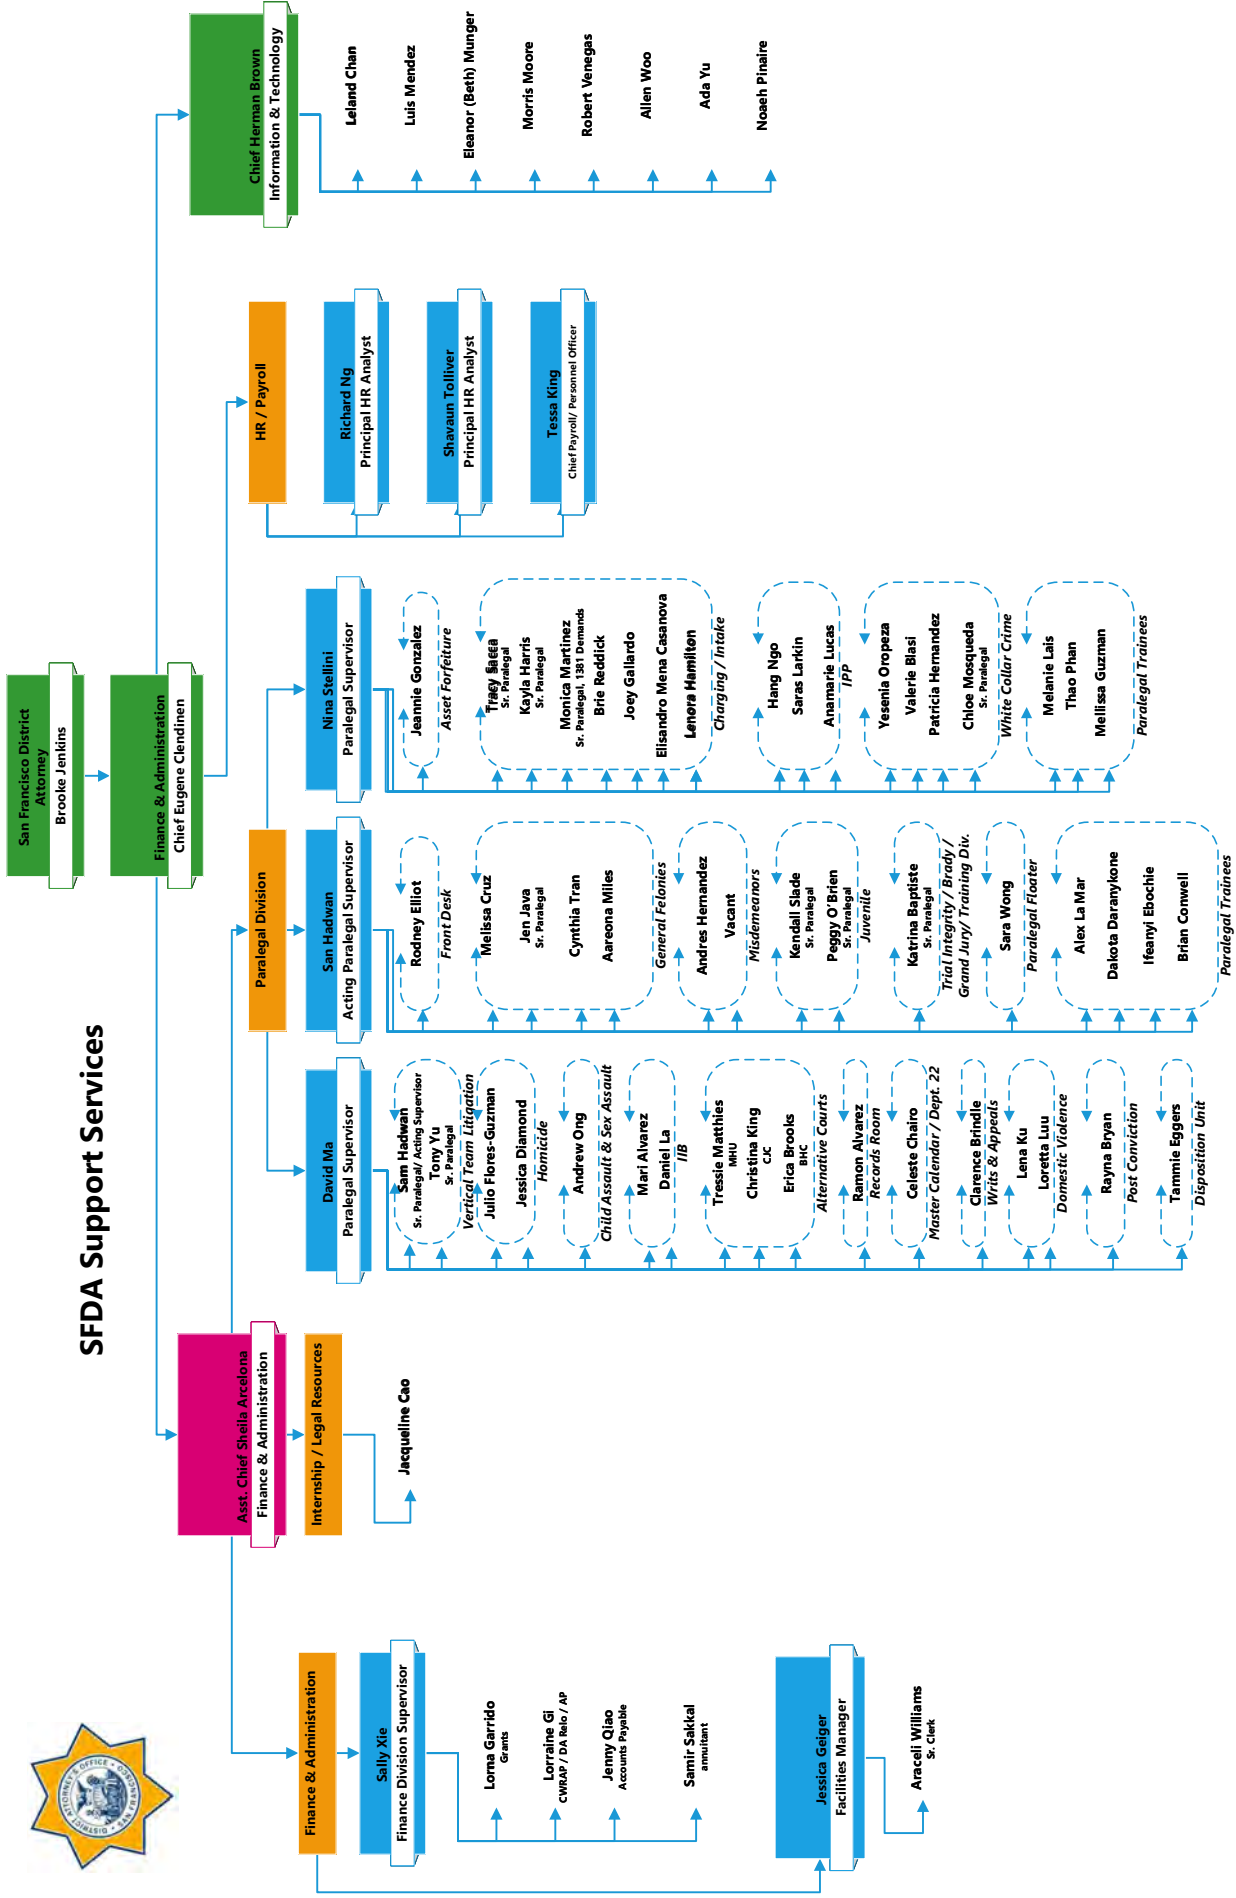 SFDA Support Services
DISTRICT ATTORNEY'S OFFICE
SAN FRANCISCO
San Francisco District
Attorney
Brooke Jenkins
Finance & Administration
Chief Eugene Clendinen
Asst. Chief Sheila Arcelona
Finance & Administration
Chief Herman Brown
Information & Technology
Leland Chan
Luis Mendez
Eleanor (Beth) Munger
Morris Moore
Robert Venegas
Allen Woo
Ada Yu
Noaeh Pinaire
Finance & Administration
Sally Xie
Finance Division Supervisor
Lorna Garrido
Grants
Lorraine Gi
CWRAP / DA Relo / AP
Jenny Qiao
Accounts Payable
Samir Sakkal
annuitant
Jessica Geiger
Facilities Manager
Araceli Williams
Sr. Clerk
Internship / Legal Resources
Jacqueline Cao
Paralegal Division
David Ma
Paralegal Supervisor
Sam Hadwan
Sr. Paralegal/ Acting Supervisor
Tony Yu
Sr. Paralegal
Vertical Team Litigation
Julio Flores-Guzman
Jessica Diamond
Homicide
Andrew Ong
Child Assault & Sex Assault
Mari Alvarez
Daniel La
IIB
Tressie Matthies
MHU
Christina King
CJC
Erica Brooks
BHC
Alternative Courts
Ramon Alvarez
Records Room
Celeste Chairo
Master Calendar / Dept. 22
Clarence Brindle
Writs & Appeals
Lena Ku
Loretta Luu
Domestic Violence
Rayna Bryan
Post Conviction
Tammie Eggers
Disposition Unit
San Hadwan
Acting Paralegal Supervisor
Rodney Elliot
Front Desk
Melissa Cruz
Jen Java
Sr. Paralegal
Cynthia Tran
Aareona Miles
General Felonies
Andres Hernandez
Vacant
Misdemeanors
Kendall Slade
Sr. Paralegal
Peggy O'Brien
Sr. Paralegal
Juvenile
Katrina Baptiste
Sr. Paralegal
Trial Integrity / Brady /
Grand Jury/ Training Div.
Sara Wong
Paralegal Floater
Alex La Mar
Dakota Daranykone
Ifeanyi Ebochie
Brian Conwell
Paralegal Trainees
Nina Stellini
Paralegal Supervisor
Jeannie Gonzalez
Asset Forfeiture
Tracy Sacca
Sr. Paralegal
Kayla Harris
Sr. Paralegal
Monica Martinez
Sr. Paralegal, 1381 Demands
Brie Reddick
Joey Gallardo
Elisandro Mena Casanova
Lenora Hamilton
Charging / Intake
Hang Ngo
Saras Larkin
Anamarie Lucas
IPP
Yesenia Oropeza
Valerie Blasi
Patricia Hernandez
Chloe Mosqueda
Sr. Paralegal
White Collar Crime
Melanie Lais
Thao Phan
Mellissa Guzman
Paralegal Trainees
HR / Payroll
Richard Ng
Principal HR Analyst
Shavaun Tolliver
Principal HR Analyst
Tessa King
Chief Payroll/ Personnel Officer